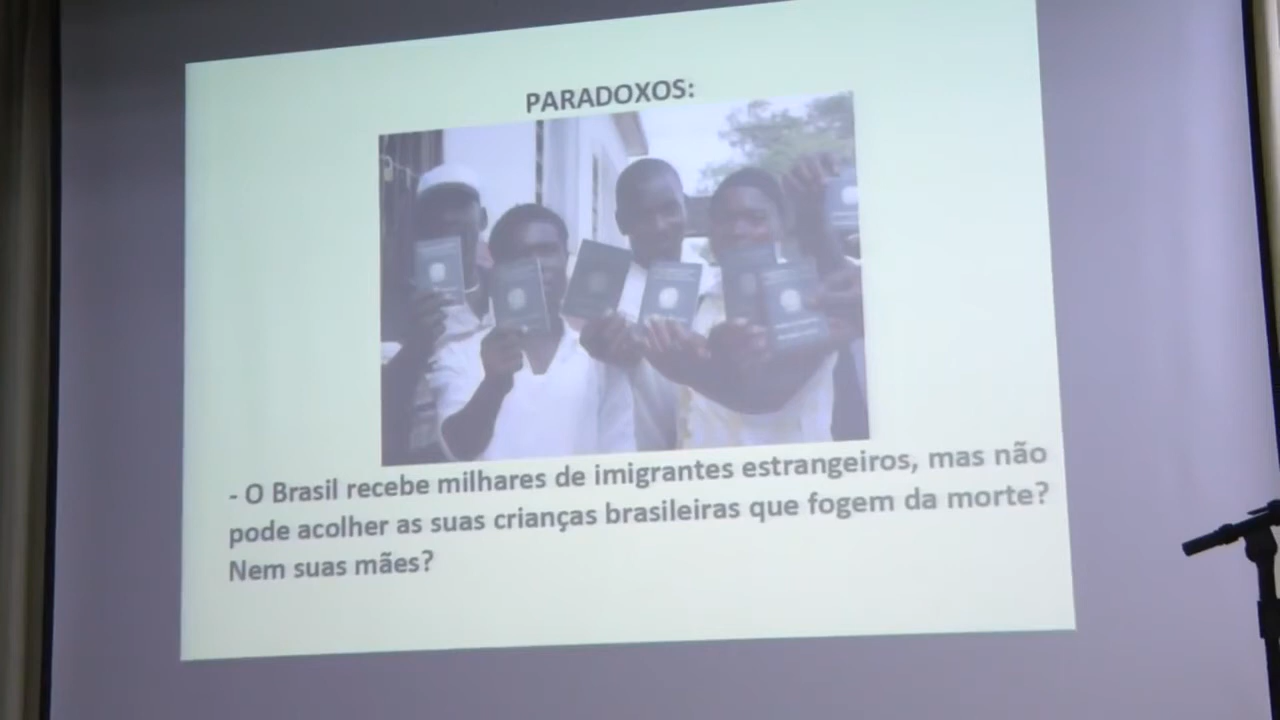 PARADOXOS:
- O Brasil recebe milhares de imigrantes estrangeiros, mas não
pode acolher as suas crianças brasileiras que fogem da morte?
Nem suas mães?